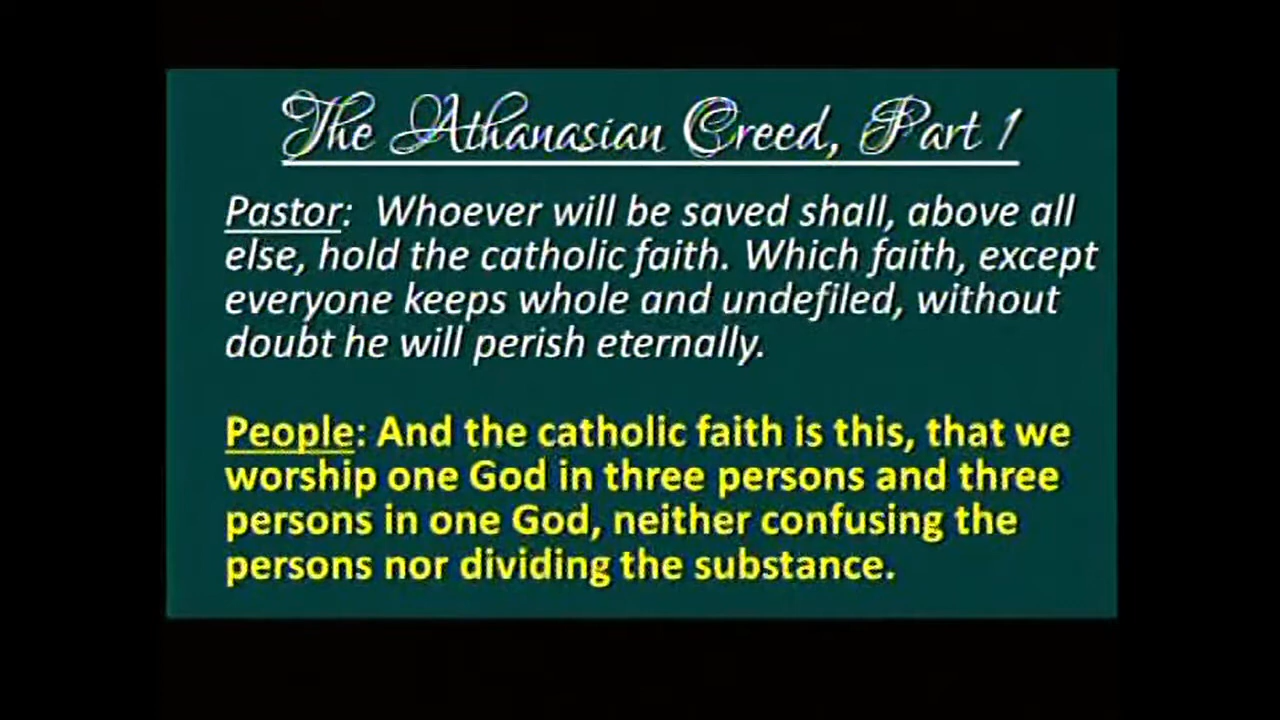 The Athanasian Creed, Part 1
Pastor:  Whoever will be saved shall, above all
else, hold the catholic faith. Which faith, except
everyone keeps whole and undefiled, without
doubt he will perish eternally.
People: And the catholic faith is this, that we
worship one God in three persons and three
persons in one God, neither confusing the
persons nor dividing the substance.